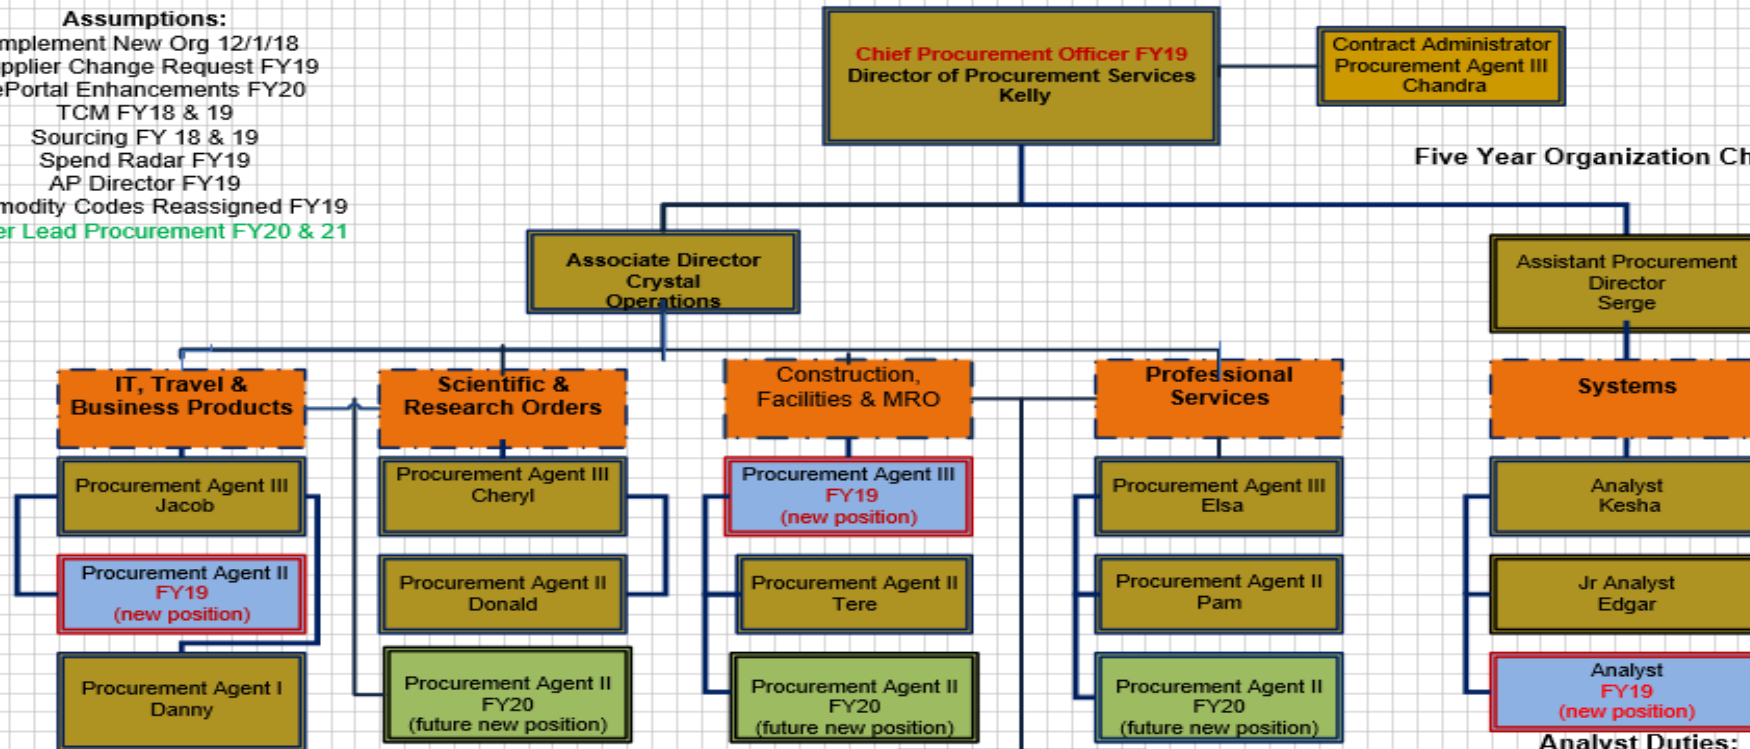 Assumptions:
mplement New Org 12/1/18
pplier Change Request FY19
ePortal Enhancements FY20
TCM FY18 & 19
Sourcing FY 18 & 19
Spend Radar FY19
AP Director FY19
modity Codes Reassigned FY19
er Lead Procurement FY20 & 21
Chief Procurement Officer FY19
Director of Procurement Services
Kelly
Contract Administrator
Procurement Agent III
Chandra
Five Year Organization Ch
Associate Director
Crystal
Operations
Assistant Procurement
Director
Serge
IT, Travel &
Business Products
Scientific &
Research Orders
Construction,
Facilities & MRO
Professional
Services
Systems
Procurement Agent III
Jacob
Procurement Agent III
Cheryl
Procurement Agent III
FY19
(new position)
Procurement Agent III
Elsa
Analyst
Kesha
Procurement Agent II
FY19
(new position)
Procurement Agent II
Donald
Procurement Agent II
Tere
Procurement Agent II
Pam
Jr Analyst
Edgar
Procurement Agent I
Danny
Procurement Agent II
FY20
(future new position)
Procurement Agent II
FY20
(future new position)
Procurement Agent II
FY20
(future new position)
Analyst
FY19
(new position)
Analyst Duties: